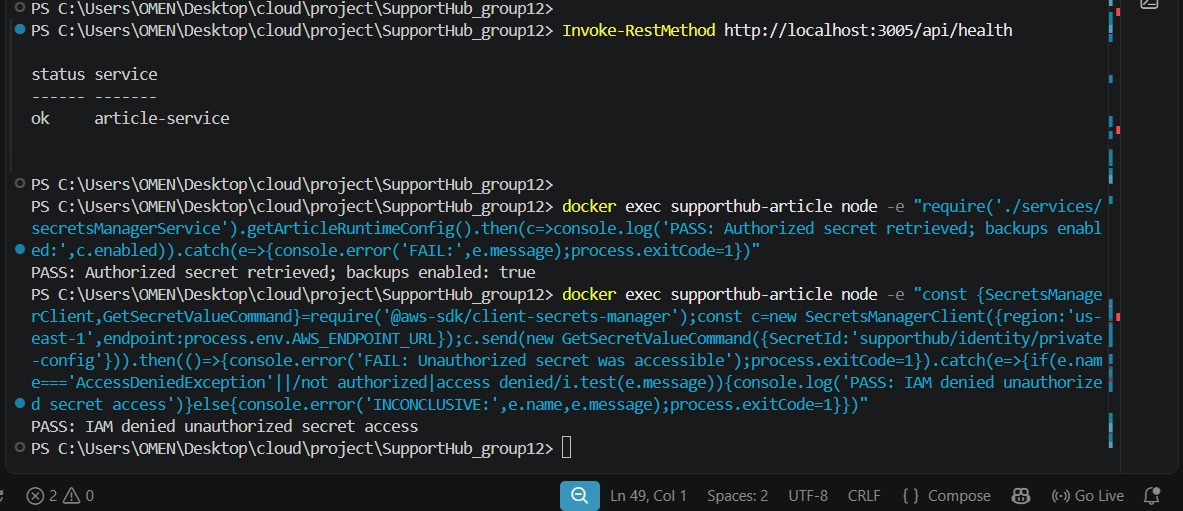 PS C:\Users\OMEN\Desktop\cloud\project\SupportHub_group12>
PS C:\Users\OMEN\Desktop\cloud\project\SupportHub_group12> Invoke-RestMethod http://localhost:3005/api/health
status service
------ -------
ok     article-service
PS C:\Users\OMEN\Desktop\cloud\project\SupportHub_group12>
PS C:\Users\OMEN\Desktop\cloud\project\SupportHub_group12> docker exec supporthub-article node -e "require('./services/
secretsManagerService').getArticleRuntimeConfig().then(c=>console.log('PASS: Authorized secret retrieved; backups enabl
ed:',c.enabled)).catch(e=>{console.error('FAIL:',e.message);process.exitCode=1})"
PASS: Authorized secret retrieved; backups enabled: true
PS C:\Users\OMEN\Desktop\cloud\project\SupportHub_group12> docker exec supporthub-article node -e "const {SecretsManage
rClient,GetSecretValueCommand}=require('@aws-sdk/client-secrets-manager');const c=new SecretsManagerClient({region:'us-
east-1',endpoint:process.env.AWS_ENDPOINT_URL});c.send(new GetSecretValueCommand({SecretId:'supporthub/identity/private
-config'})).then(()=>{console.error('FAIL: Unauthorized secret was accessible');process.exitCode=1}).catch(e=>{if(e.nam
e==='AccessDeniedException'||/not authorized|access denied/i.test(e.message)){console.log('PASS: IAM denied unauthorize
d secret access')}else{console.error('INCONCLUSIVE:',e.name,e.message);process.exitCode=1}})"
PASS: IAM denied unauthorized secret access
PS C:\Users\OMEN\Desktop\cloud\project\SupportHub_group12>
2 0 Ln 49, Col 1 Spaces: 2 UTF-8 CRLF { } Compose Go Live